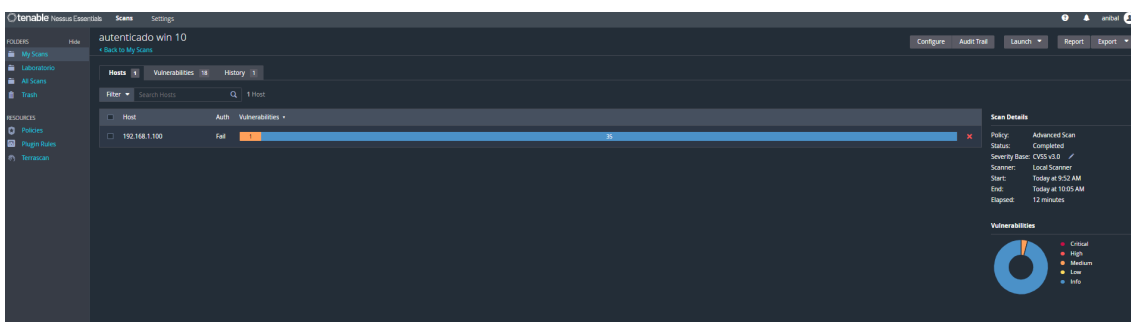 tenable Nessus Essentials Scans Settings anibal
FOLDERS Hide
My Scans
Laboratorio
All Scans
Trash
RESOURCES
Policies
Plugin Rules
Terrascan
autenticado win 10
< Back to My Scans
Configure Audit Trail Launch Report Export
Hosts 1 Vulnerabilities 18 History 1
Filter Search Hosts 1 Host
Host Auth Vulnerabilities
192.168.1.100 Fail 1 35
Scan Details
Policy: Advanced Scan
Status: Completed
Severity Base: CVSS v3.0
Scanner: Local Scanner
Start: Today at 9:52 AM
End: Today at 10:05 AM
Elapsed: 12 minutes
Vulnerabilities
Critical
High
Medium
Low
Info